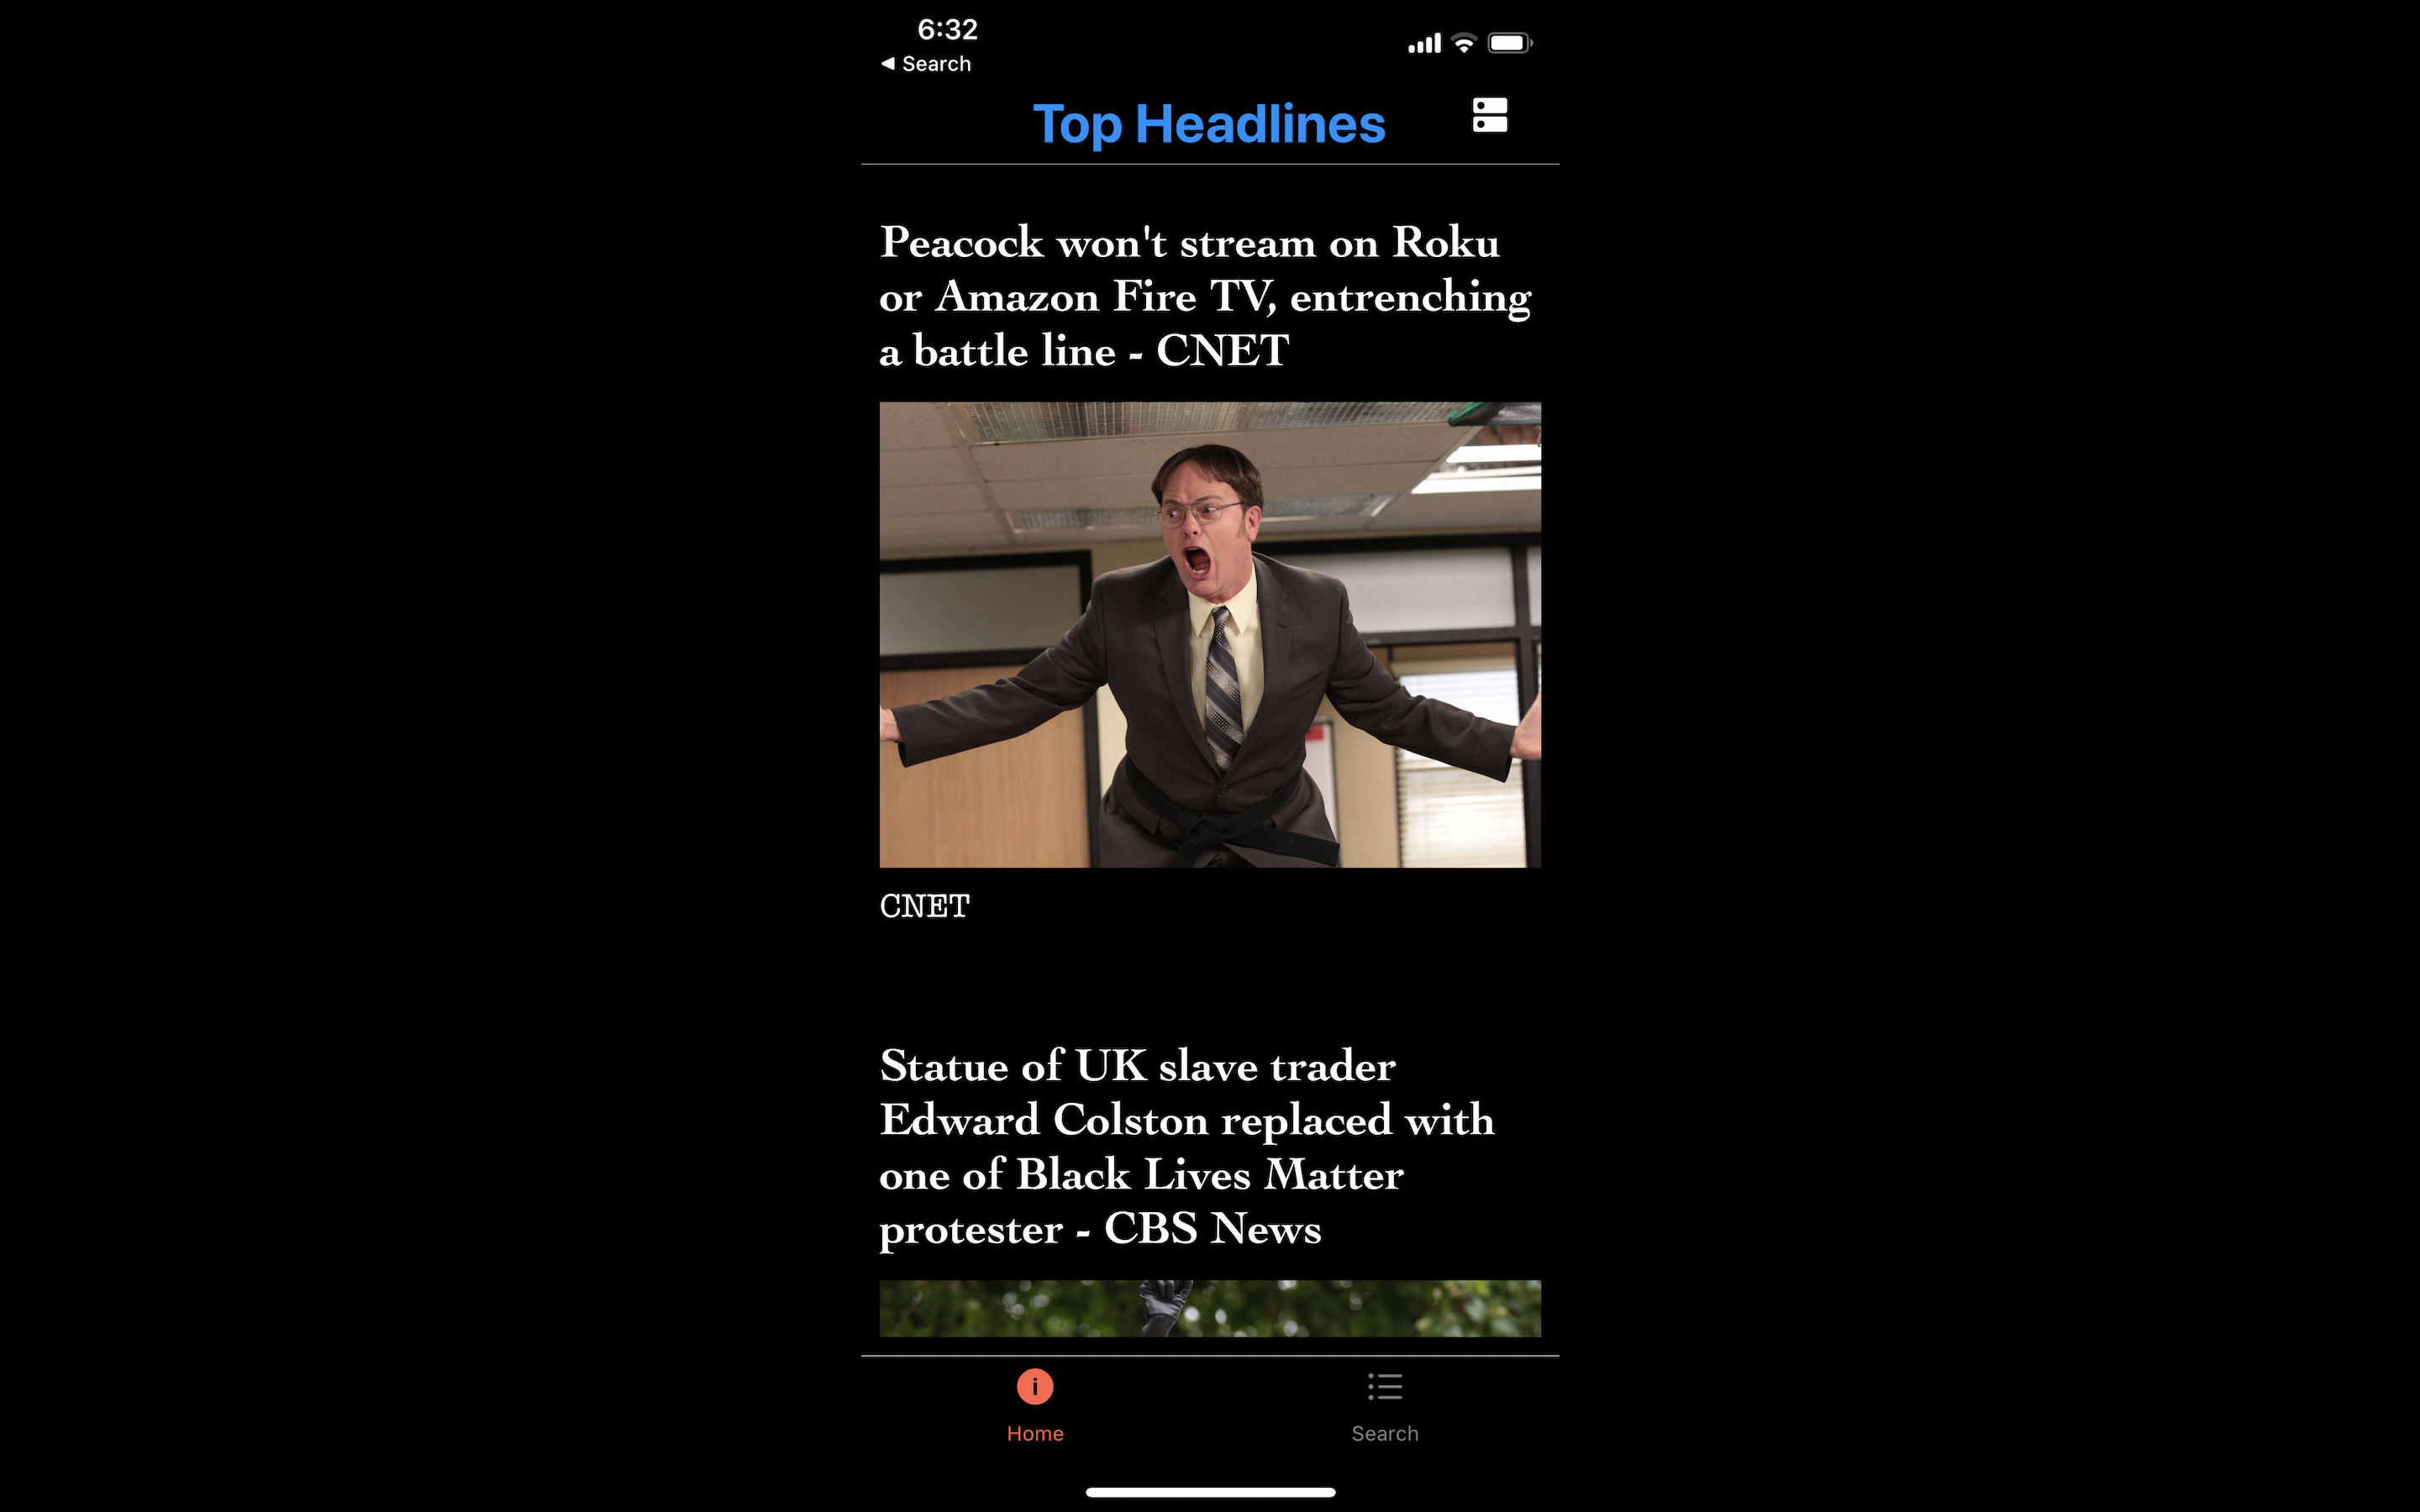 6:32
Search
Top Headlines
Peacock won't stream on Roku
or Amazon Fire TV, entrenching
a battle line - CNET
CNET
Statue of UK slave trader
Edward Colston replaced with
one of Black Lives Matter
protester - CBS News
Home
Search